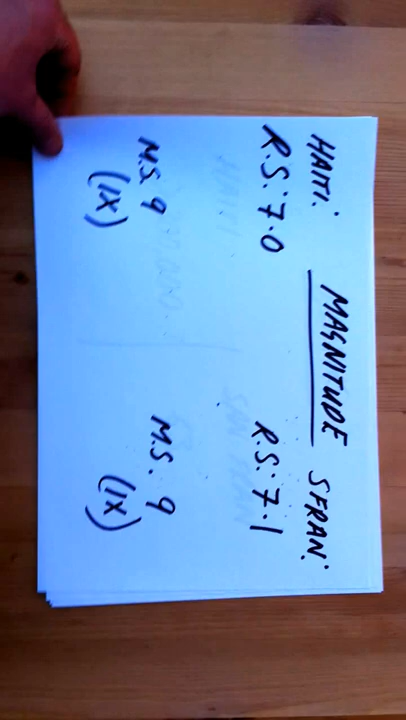 MAGNITUDE
HAITI: SFRAN:
R.S: 7.0 R.S: 7.1
M.S. 9 M.S. 9
(IX) (IX)